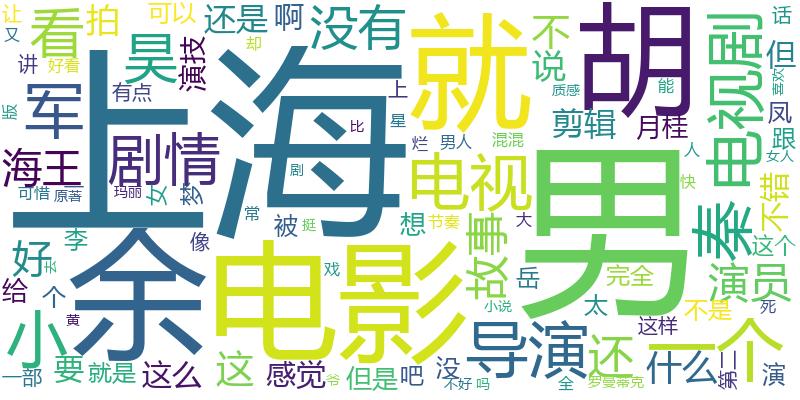 让
又
可以
拍
看
还是
啊
没有
就
胡
不
说
电视剧
话
但
喜欢
却
讲
好看
昊
演技
上海
版
军
有点
上
星
质感
能
剪辑
月桂
凤
跟
海王
剧情
比
烂
男人
混混
电视
男
人
女人
可惜
原著
玛丽
女
梦
剧
常
被
想
节奏
大
快
秦
不错
这个
李
像
挺
故事
好
去
余
电影
戏
岳
完全
演员
给
个
小说
太
不是
黄
小
导演
还
这样
一个
死
一部
要
就是
这么
这
感觉
爷
但是
吧
没
不好
吗
全
什么
罗曼蒂克
第二
演